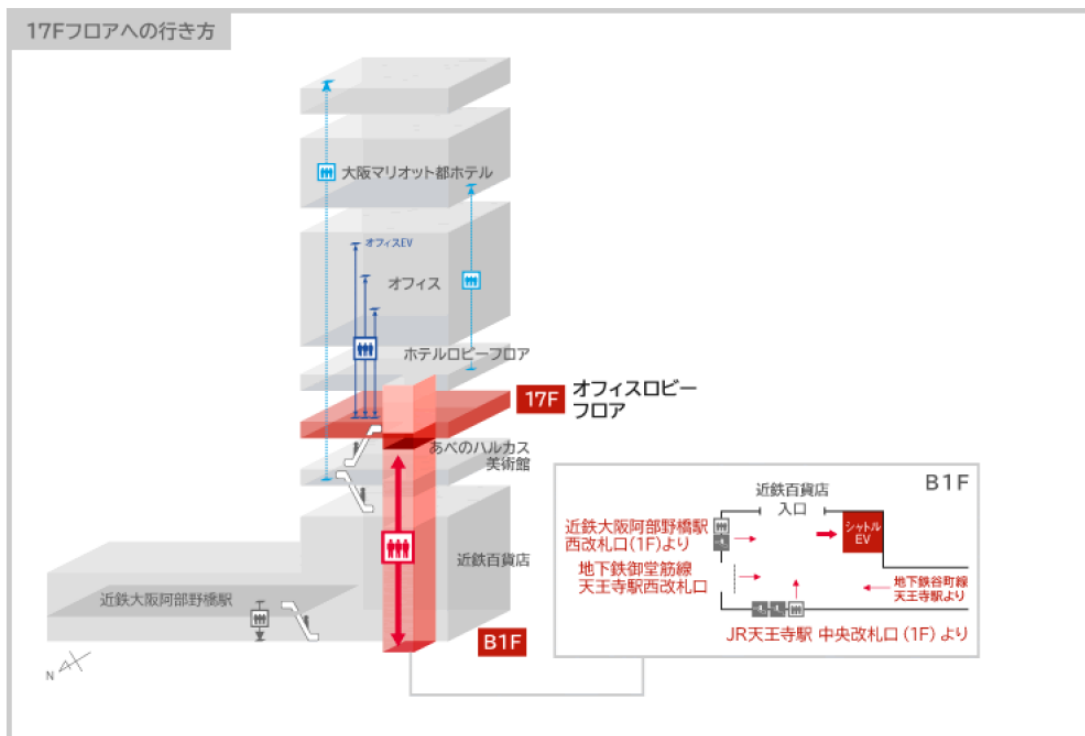 17Fフロアへの行き方
大阪マリオット都ホテル
オフィスEV
オフィス
ホテルロビーフロア
17F
オフィスロビー
フロア
あべのハルカス
美術館
近鉄百貨店
近鉄大阪阿部野橋駅
B1F
N
B1F
近鉄百貨店
入口
近鉄大阪阿部野橋駅
西改札口(1F)より
シャトル
EV
地下鉄御堂筋線
天王寺駅西改札口
地下鉄谷町線
天王寺駅より
JR天王寺駅 中央改札口 (1F) より